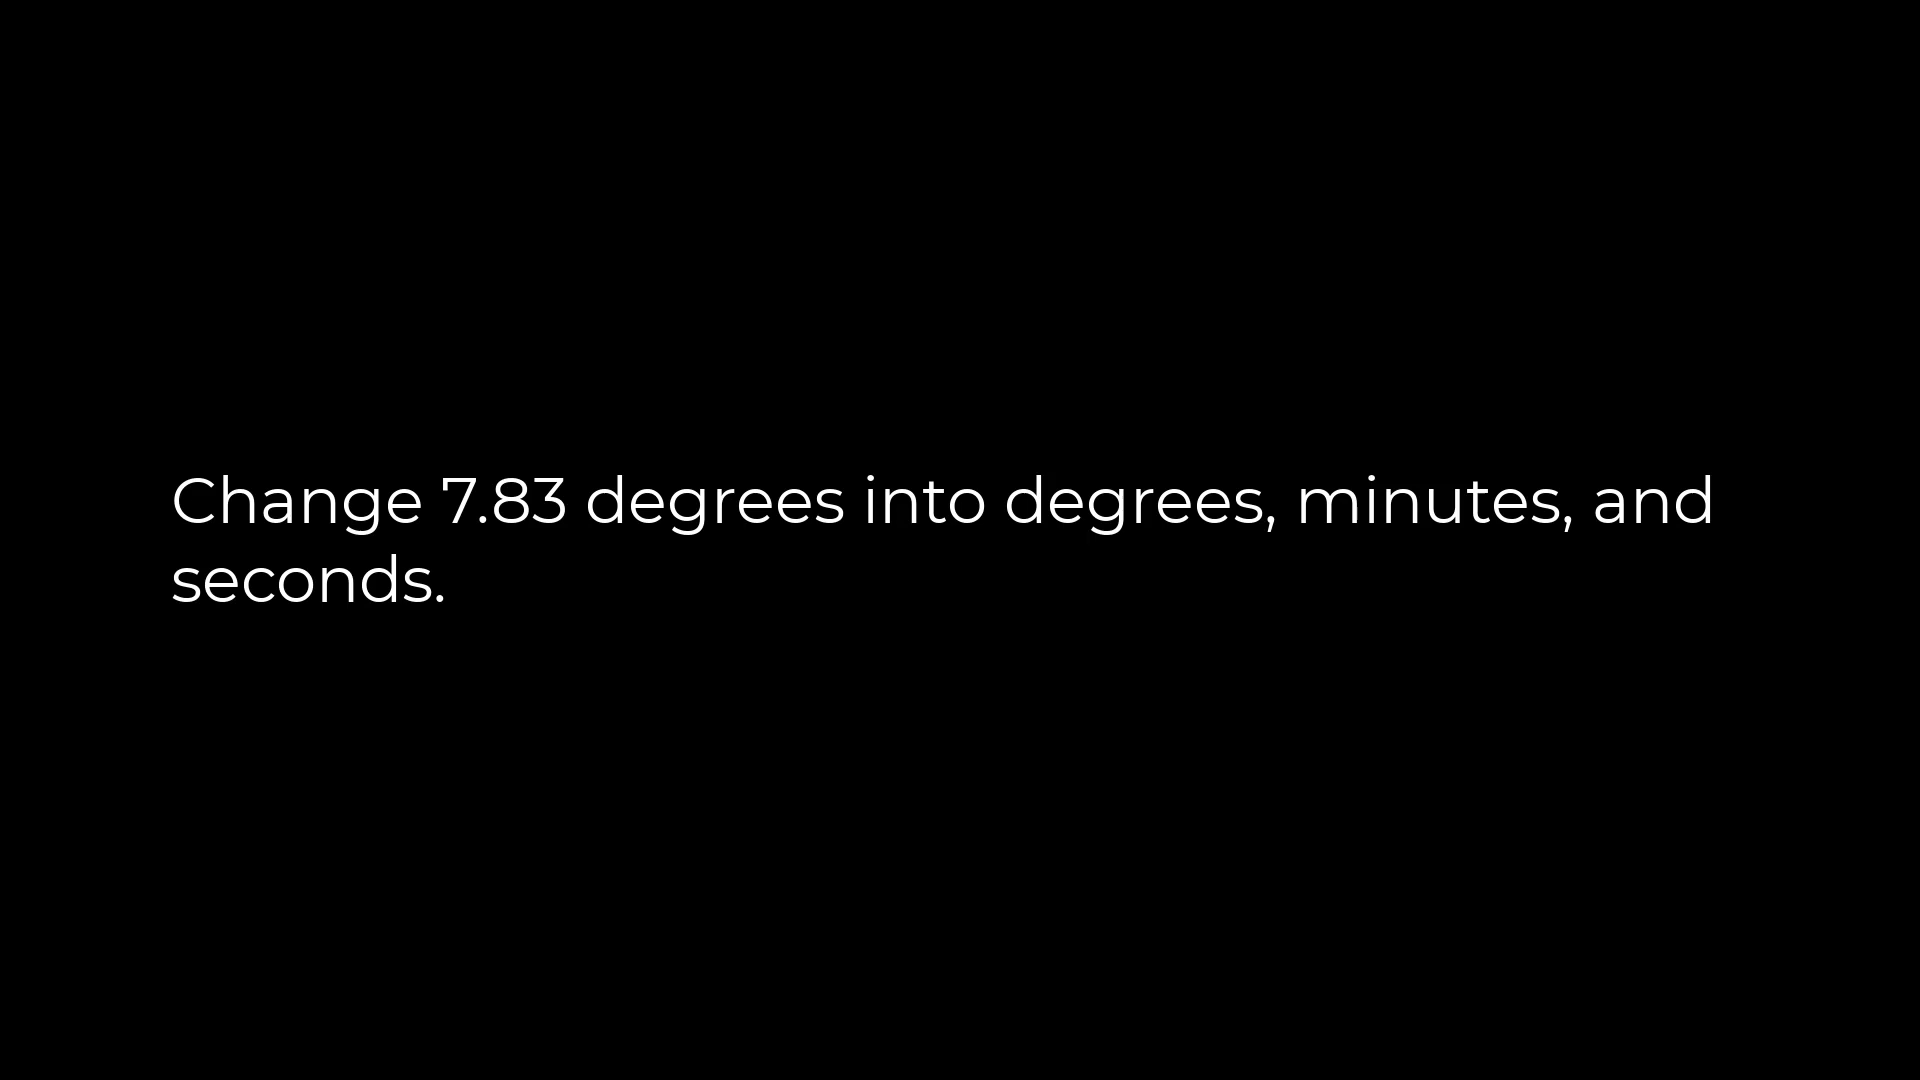 Change 7.83 degrees into degrees, minutes, and
seconds.